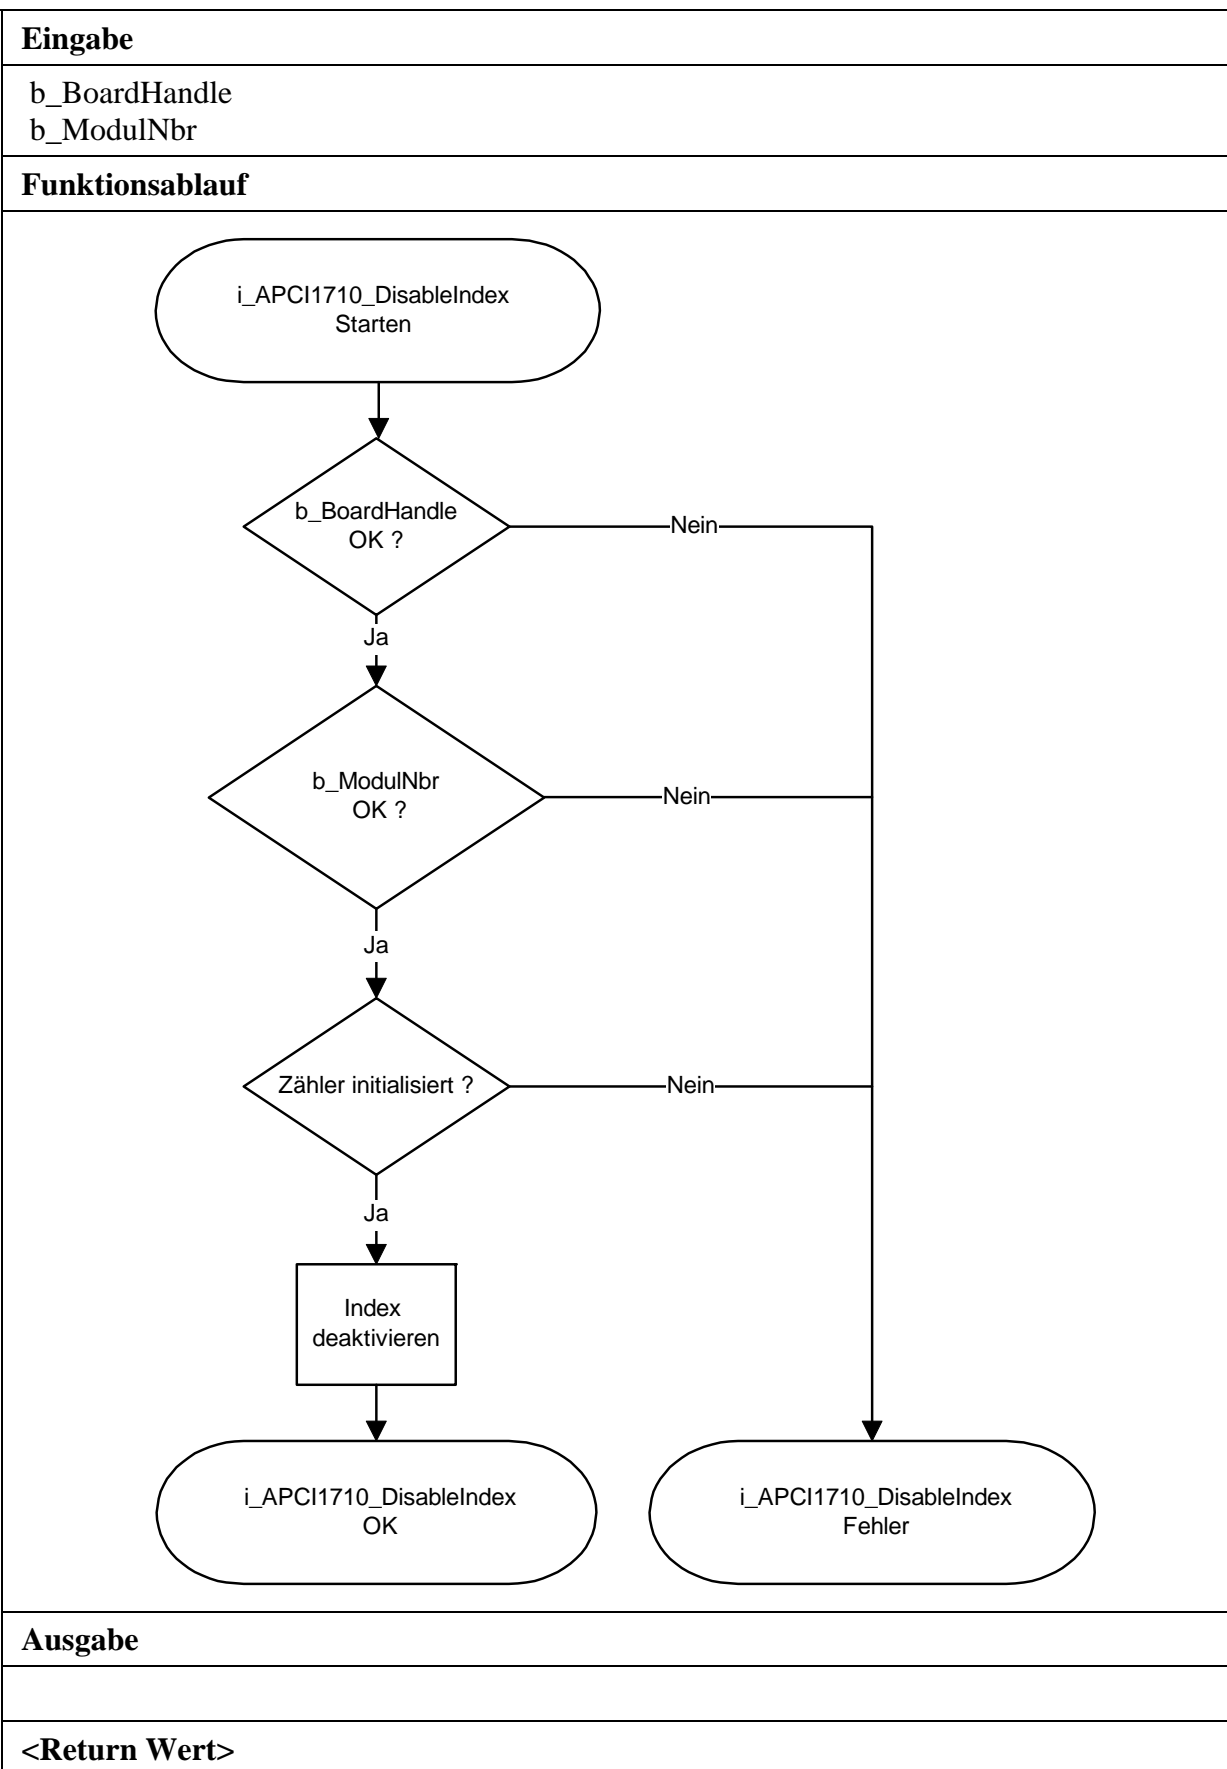 Eingabe
b_BoardHandle
b_ModulNbr
Funktionsablauf
i_APCI1710_DisableIndex
Starten
b_BoardHandle
OK ?
Nein
Ja
b_ModulNbr
OK ?
Nein
Ja
Zähler initialisiert ?
Nein
Ja
Index
deaktivieren
i_APCI1710_DisableIndex
OK
i_APCI1710_DisableIndex
Fehler
Ausgabe
<Return Wert>